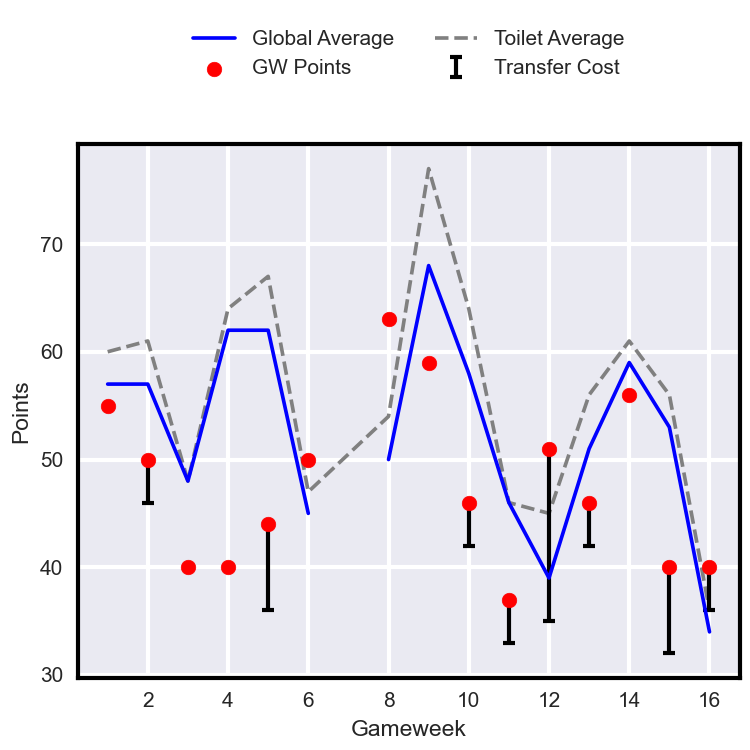 Global Average
Toilet Average
GW Points
Transfer Cost
70
60
50
40
30
Points
2 4 6 8 10 12 14 16
Gameweek